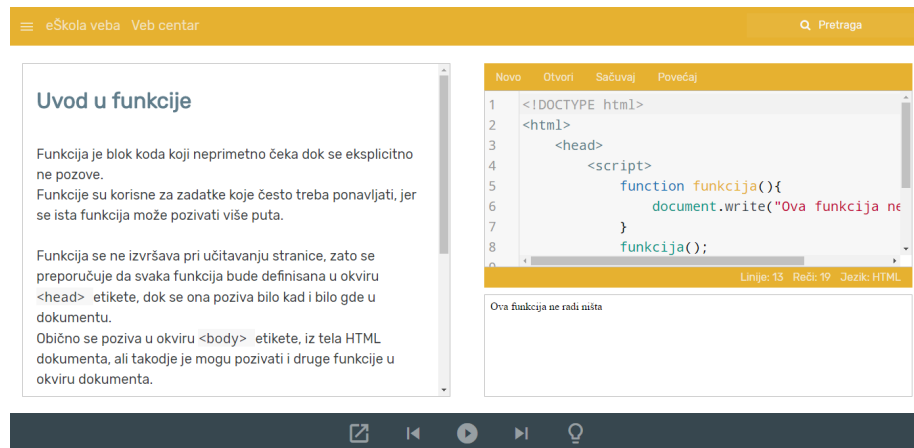 eŠkola veba Veb centar
Pretraga
Uvod u funkcije
Funkcija je blok koda koji neprimetno čeka dok se eksplicitno
ne pozove.
Funkcije su korisne za zadatke koje često treba ponavljati, jer
se ista funkcija može pozivati više puta.
Funkcija se ne izvršava pri učitavanju stranice, zato se
preporučuje da svaka funkcija bude definisana u okviru
<head> etikete, dok se ona poziva bilo kad i bilo gde u
dokumentu.
Obično se poziva u okviru <body> etikete, iz tela HTML
dokumenta, ali takodje je mogu pozivati i druge funkcije u
okviru dokumenta.
Novo Otvori Sačuvaj Povećaj
1 <!DOCTYPE html>
2 <html>
3 <head>
4 <script>
5 function funkcija(){
6 document.write("Ova funkcija ne
7 }
8 funkcija();
Linije: 13 Reči: 19 Jezik: HTML
Ova funkcija ne radi ništa